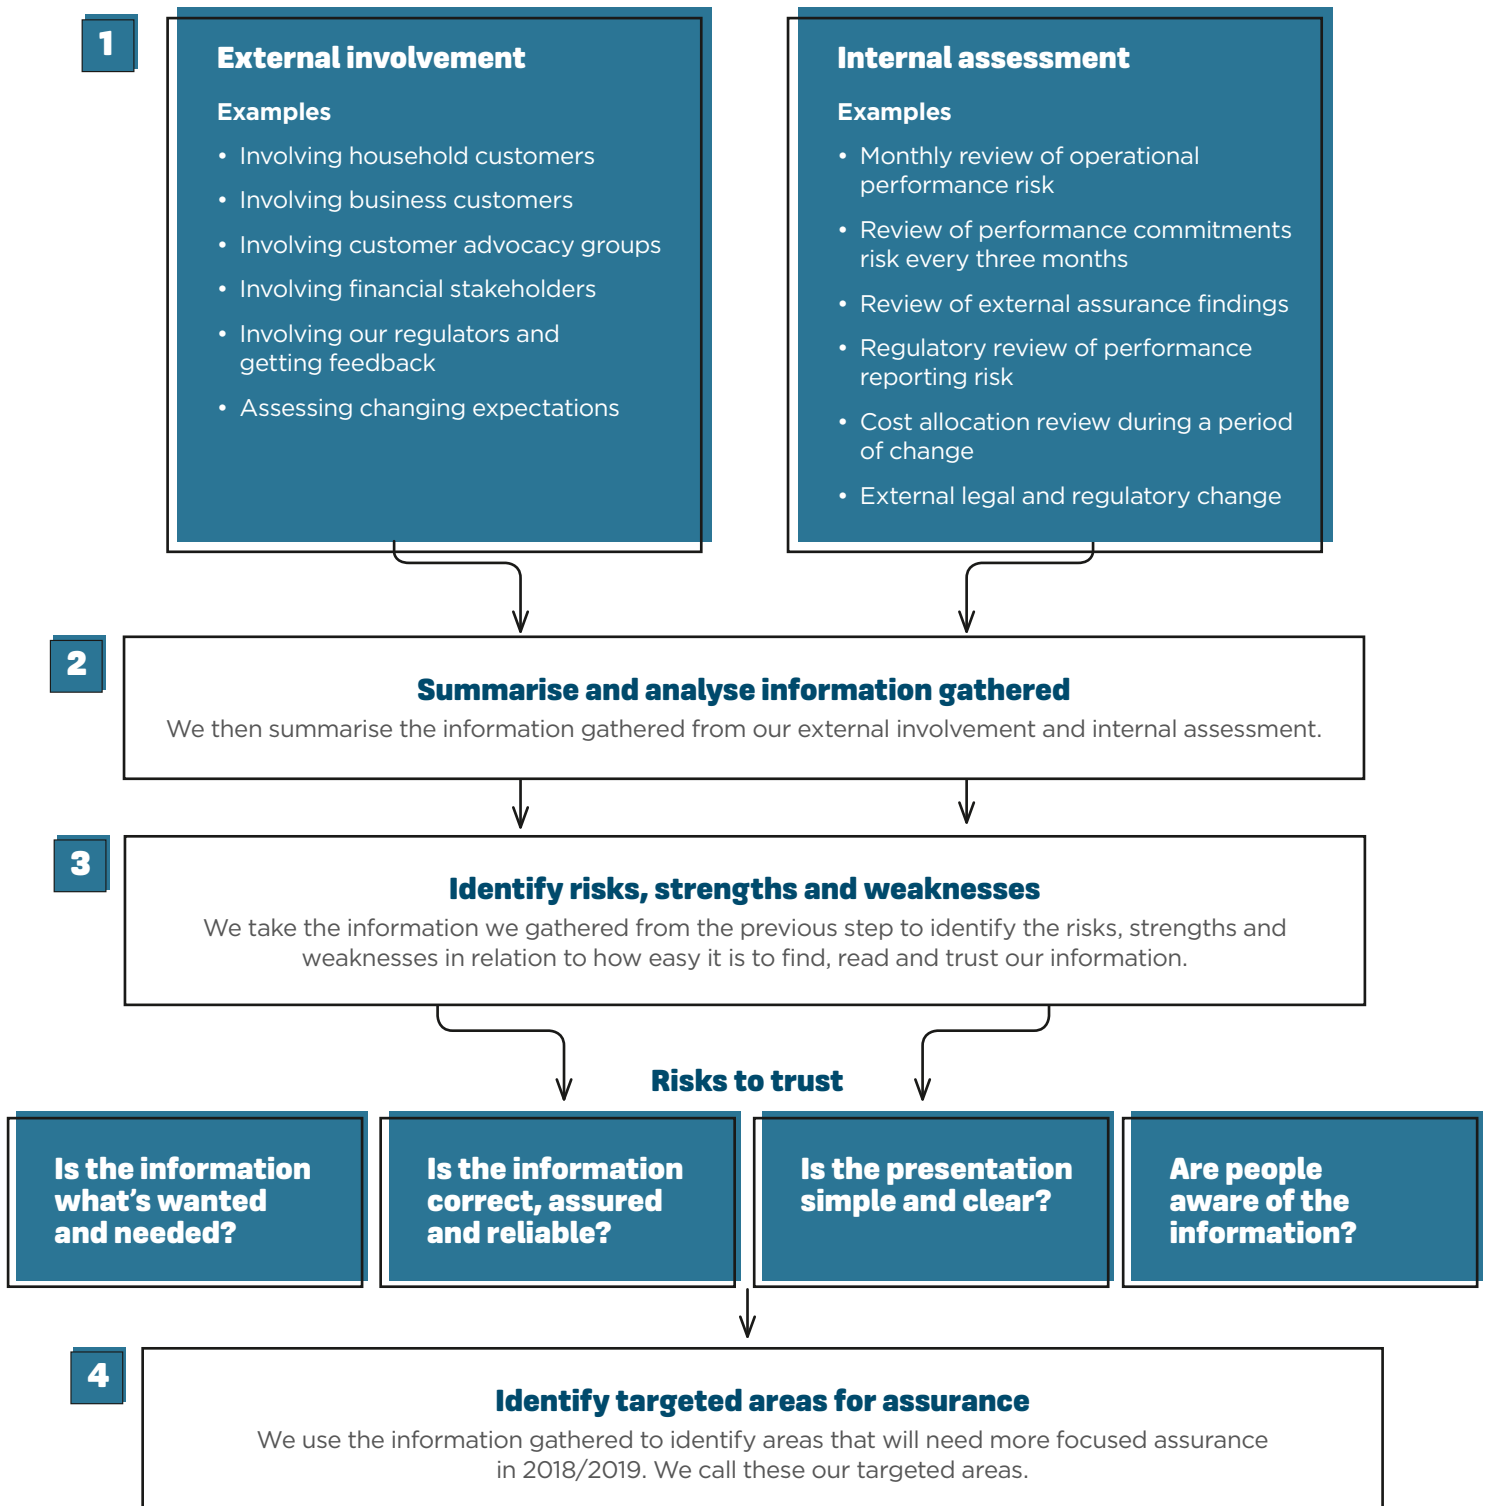 1
External involvement
Examples
• Involving household customers
• Involving business customers
• Involving customer advocacy groups
• Involving financial stakeholders
• Involving our regulators and
getting feedback
• Assessing changing expectations
Internal assessment
Examples
• Monthly review of operational
performance risk
• Review of performance commitments
risk every three months
• Review of external assurance findings
• Regulatory review of performance
reporting risk
• Cost allocation review during a period
of change
• External legal and regulatory change
2
Summarise and analyse information gathered
We then summarise the information gathered from our external involvement and internal assessment.
3
Identify risks, strengths and weaknesses
We take the information we gathered from the previous step to identify the risks, strengths and
weaknesses in relation to how easy it is to find, read and trust our information.
Risks to trust
Is the information
what's wanted
and needed?
Is the information
correct, assured
and reliable?
Is the presentation
simple and clear?
Are people
aware of the
information?
4
Identify targeted areas for assurance
We use the information gathered to identify areas that will need more focused assurance
in 2018/2019. We call these our targeted areas.